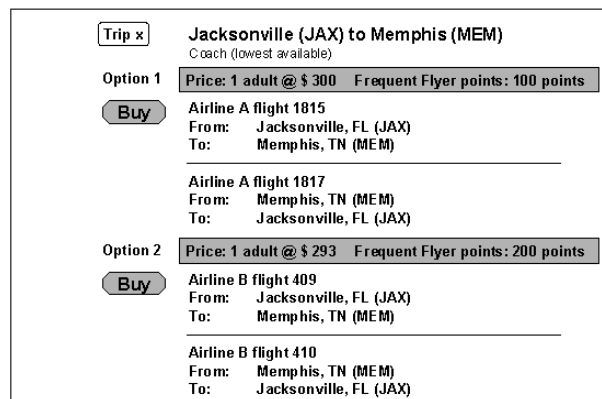 Trip x
Jacksonville (JAX) to Memphis (MEM)
Coach (lowest available)
Option 1
Price: 1 adult @ $ 300 Frequent Flyer points: 100 points
Buy
Airline A flight 1815
From: Jacksonville, FL (JAX)
To: Memphis, TN (MEM)
Airline A flight 1817
From: Memphis, TN (MEM)
To: Jacksonville, FL (JAX)
Option 2
Price: 1 adult @ $ 293 Frequent Flyer points: 200 points
Buy
Airline B flight 409
From: Jacksonville, FL (JAX)
To: Memphis, TN (MEM)
Airline B flight 410
From: Memphis, TN (MEM)
To: Jacksonville, FL (JAX)